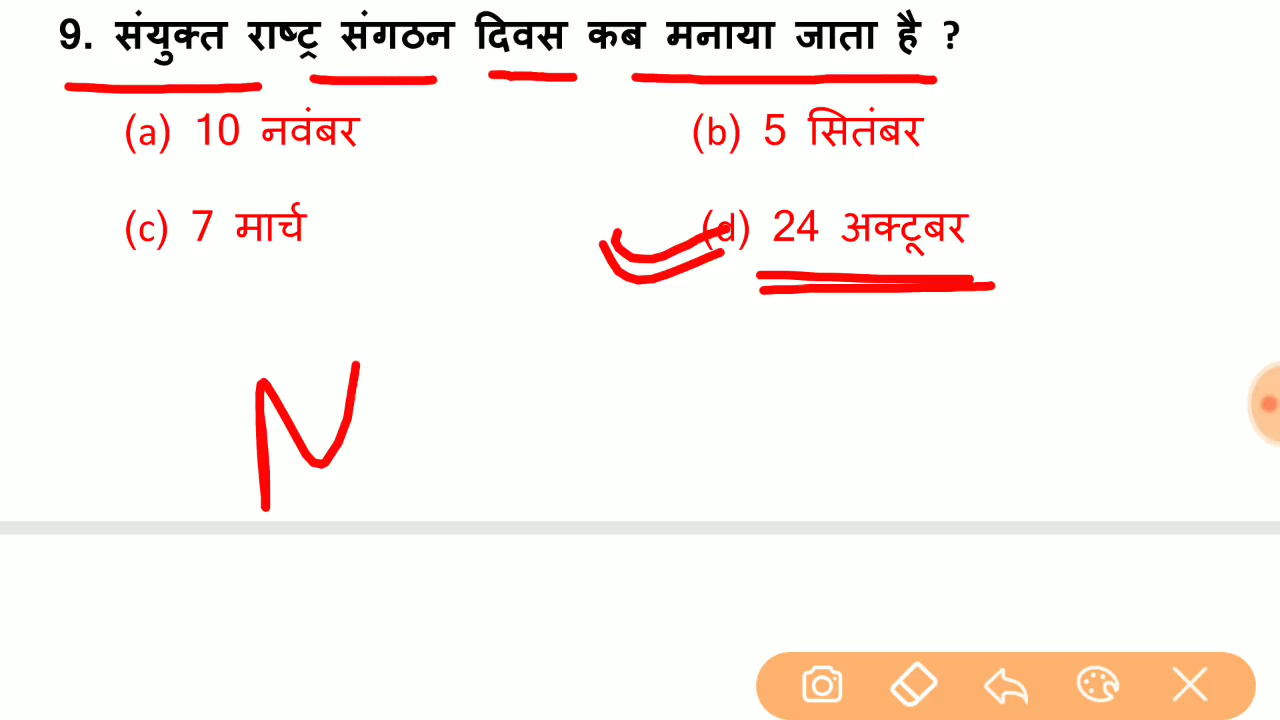 9. संयुक्त राष्ट्र संगठन दिवस कब मनाया जाता है ?
(a) 10 नवंबर (b) 5 सितंबर
(c) 7 मार्च (d) 24 अक्टूबर
N